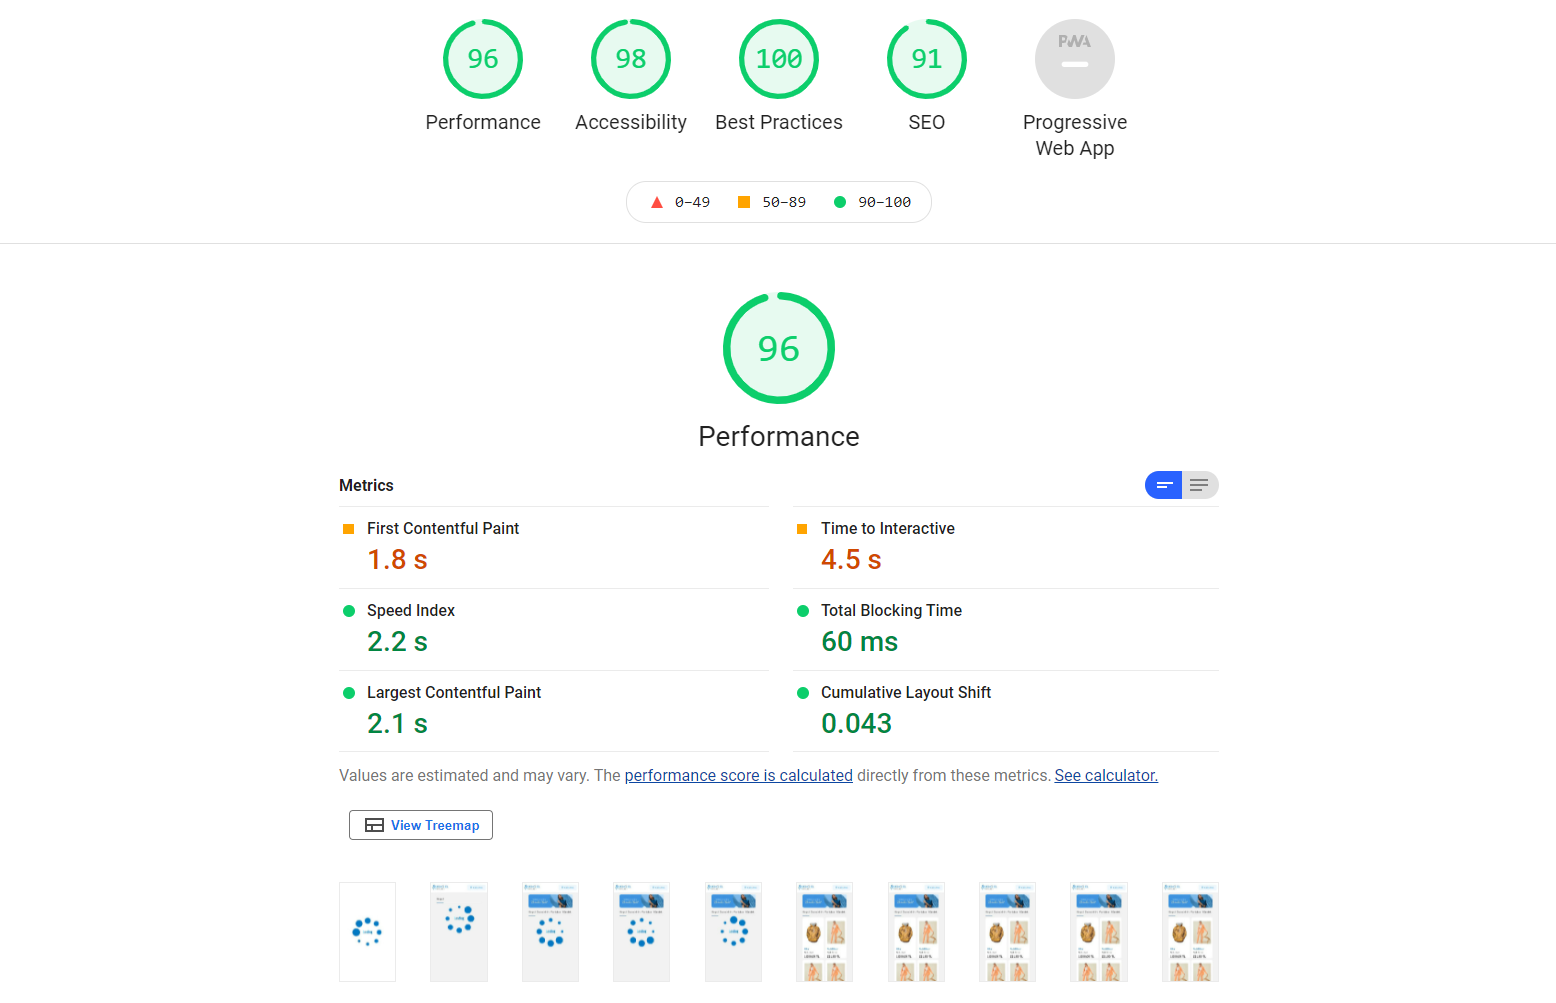 96 98 100 91 PWA
Performance Accessibility Best Practices SEO Progressive
Web App
0–49 50–89 90–100
96
Performance
Metrics
First Contentful Paint
1.8 s
Time to Interactive
4.5 s
Speed Index
2.2 s
Total Blocking Time
60 ms
Largest Contentful Paint
2.1 s
Cumulative Layout Shift
0.043
Values are estimated and may vary. The performance score is calculated directly from these metrics. See calculator.
View Treemap